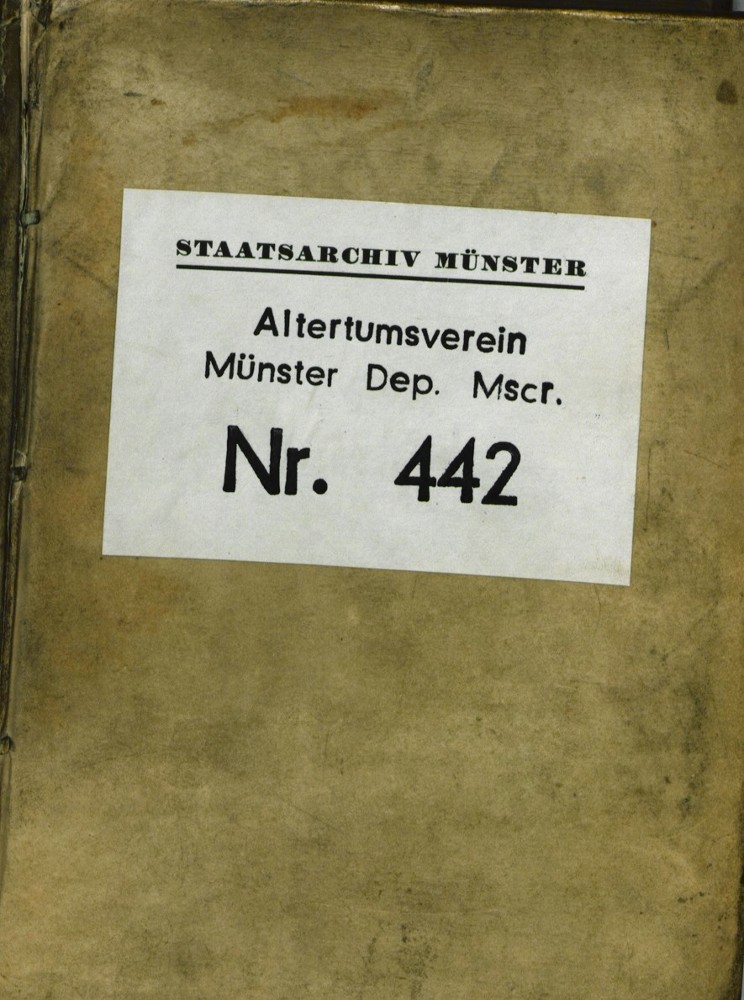 STAATSARCHIV MÜNSTER
Altertumsverein
Münster Dep. Mscr.
Nr. 442